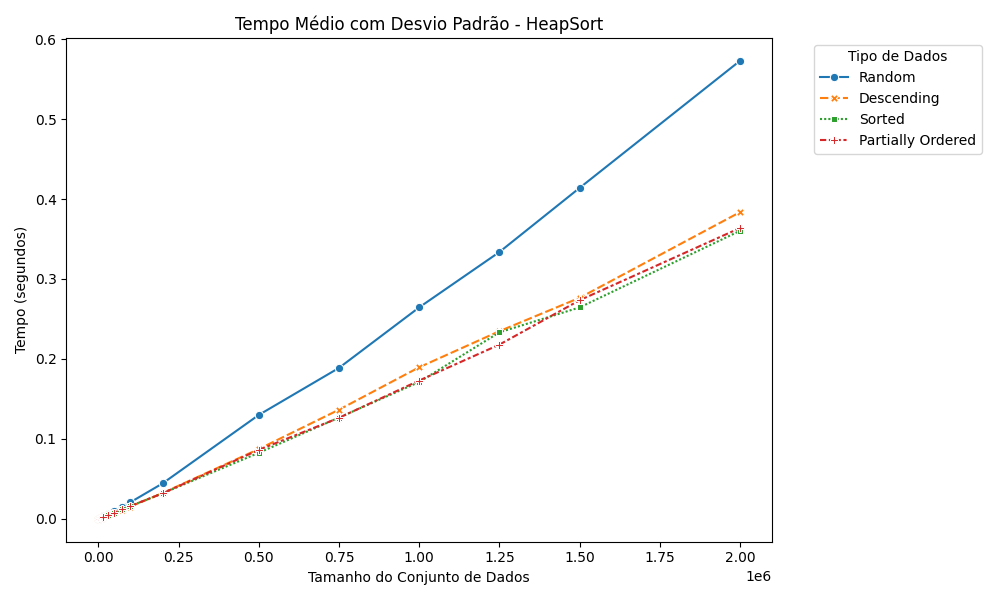 Tempo Médio com Desvio Padrão - HeapSort
Tempo (segundos)
0.6
0.5
0.4
0.3
0.2
0.1
0.0
0.00
0.25
0.50
0.75
1.00
1.25
1.50
1.75
2.00
1e6
Tamanho do Conjunto de Dados
Tipo de Dados
Random
Descending
Sorted
Partially Ordered